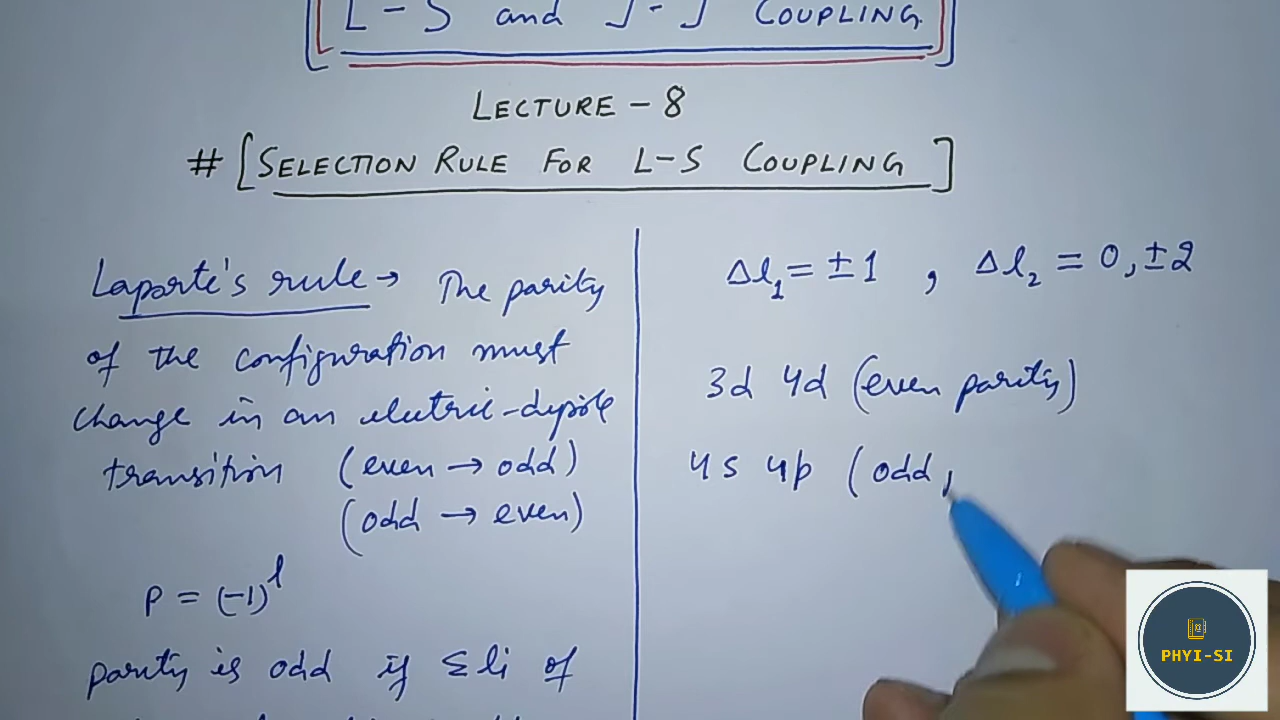 L-S and J-J COUPLING
LECTURE - 8
# [SELECTION RULE FOR L-S COUPLING]
Laporte's rule → The parity
of the configuration must
change in an electric-dipole
transition (even → odd)
(odd → even)
P = (-1)^l
parity is odd if Σli of
Δl₁ = ±1 , Δl₂ = 0, ±2
3d 4d (even parity)
4s 4p (odd
PHYI-SI